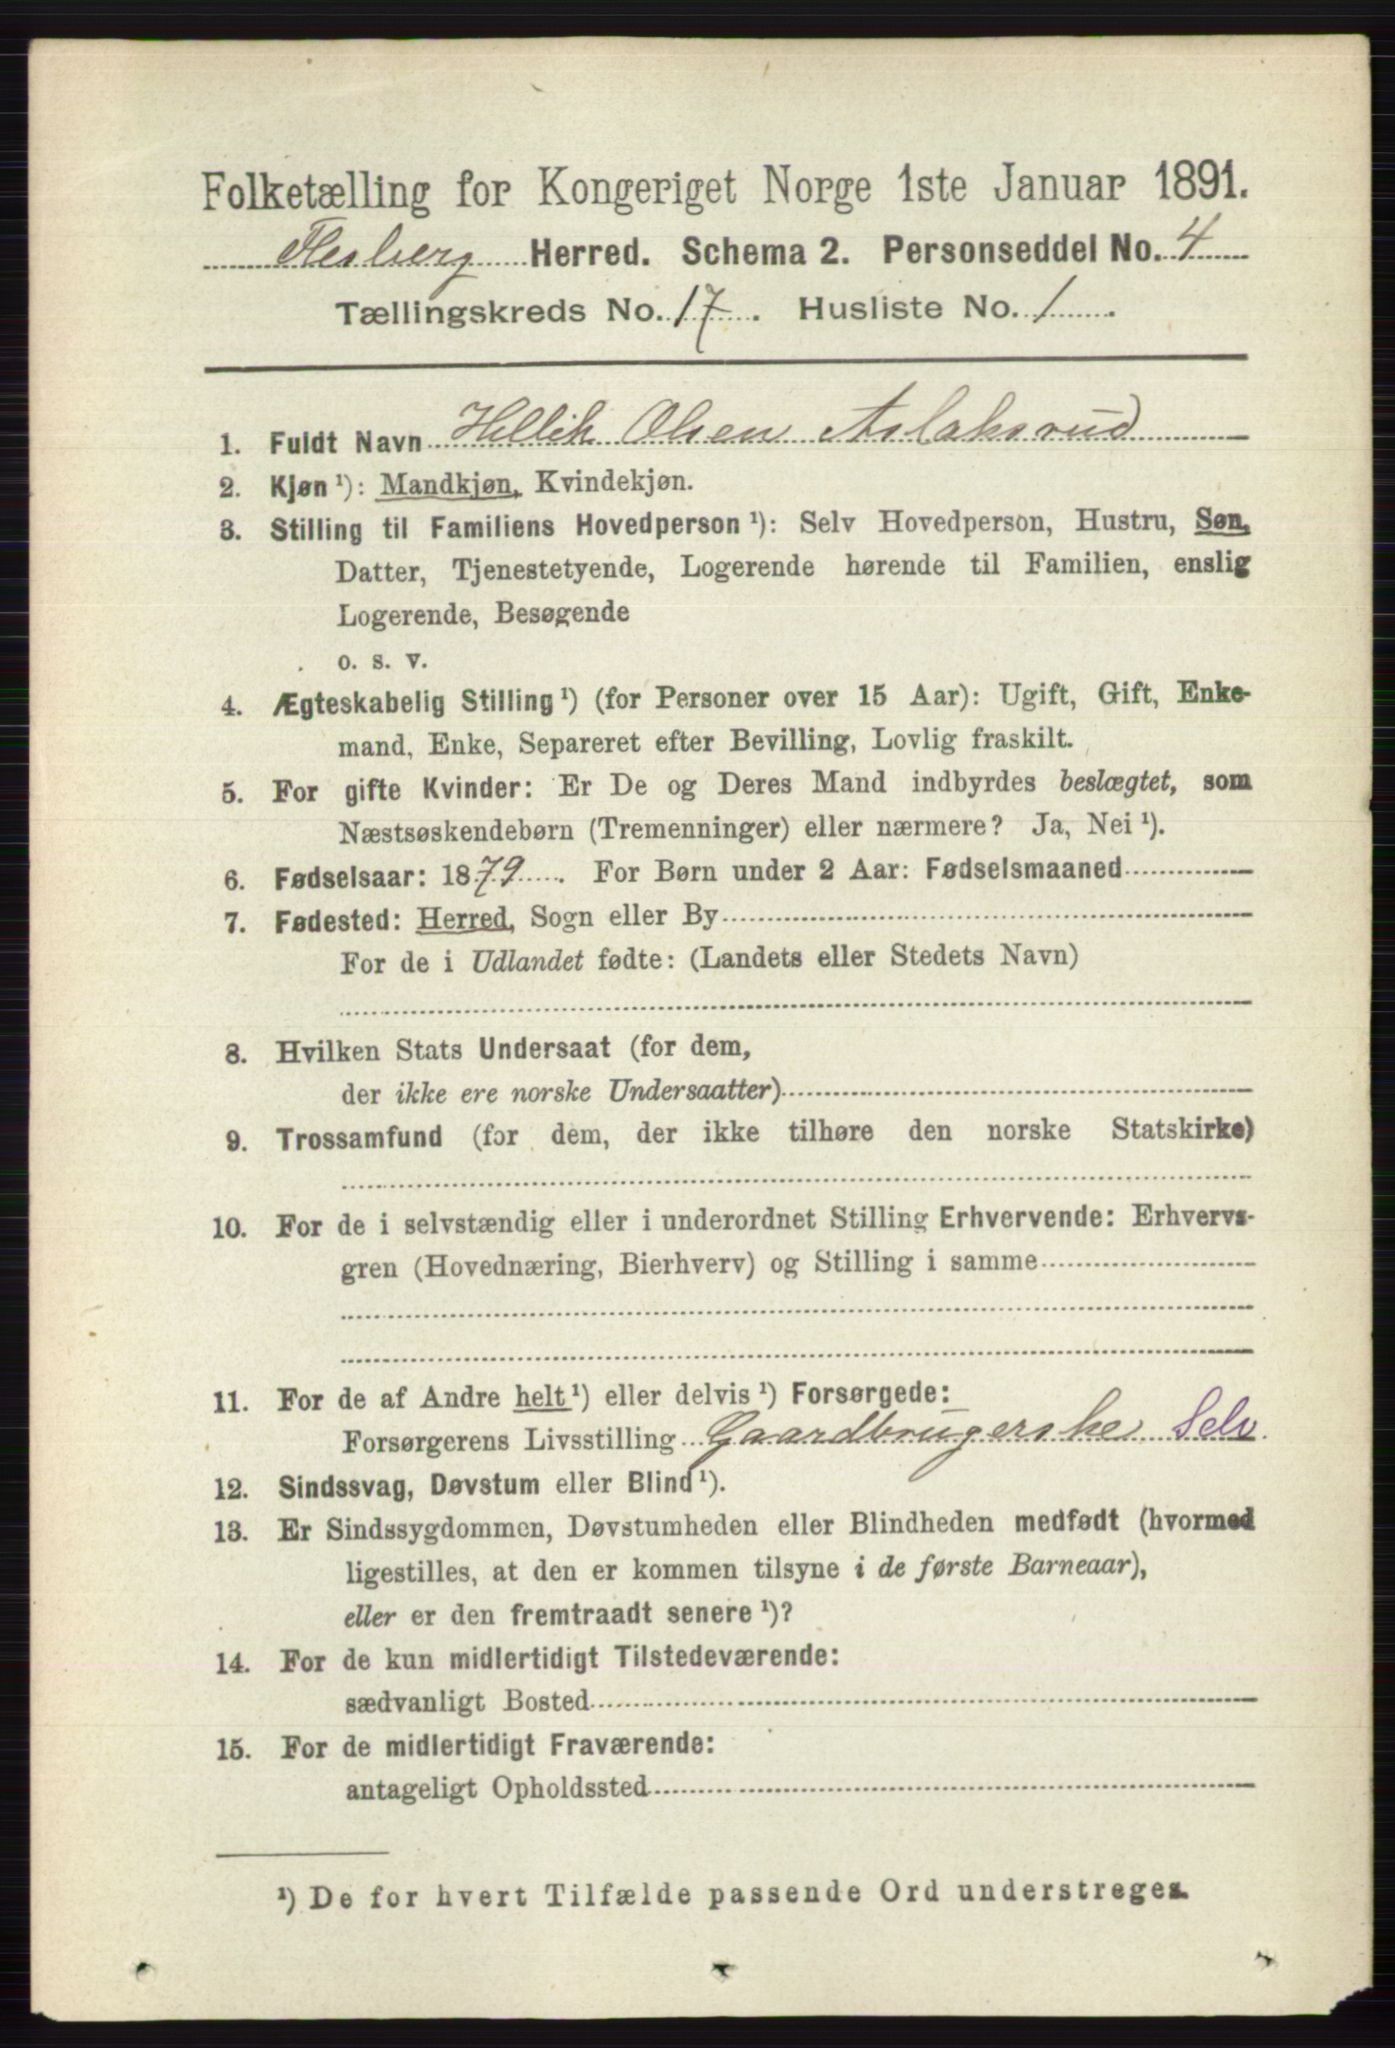 Folketælling for Kongeriget Norge 1ste Januar 1891.
Flesberg Herred. Schema 2. Personseddel No. 4
Tællingskreds No. 17. Husliste No. 1.
1. Fuldt Navn Hellik Olsen Aslaksrud
2. Kjøn ¹): Mandkjøn, Kvindekjøn.
3. Stilling til Familiens Hovedperson ¹): Selv Hovedperson, Hustru, Søn,
Datter, Tjenestetyende, Logerende hørende til Familien, enslig
Logerende, Besøgende
o. s. v.
4. Ægteskabelig Stilling ¹) (for Personer over 15 Aar): Ugift, Gift, Enke-
mand, Enke, Separeret efter Bevilling, Lovlig fraskilt.
5. For gifte Kvinder: Er De og Deres Mand indbyrdes beslægtet, som
Næstsøskendebørn (Tremenninger) eller nærmere? Ja, Nei ¹).
6. Fødselsaar: 1879. For Børn under 2 Aar: Fødselsmaaned
7. Fødested: Herred, Sogn eller By
For de i Udlandet fødte: (Landets eller Stedets Navn)
8. Hvilken Stats Undersaat (for dem,
der ikke ere norske Undersaatter)
9. Trossamfund (for dem, der ikke tilhøre den norske Statskirke)
10. For de i selvstændig eller i underordnet Stilling Erhvervende: Erhvervs-
gren (Hovednæring, Bierhverv) og Stilling i samme
11. For de af Andre helt ¹) eller delvis ¹) Forsørgede:
Forsørgerens Livsstilling Gaardbrugerske Selv.
12. Sindssvag, Døvstum eller Blind ¹).
13. Er Sindssygdommen, Døvstumheden eller Blindheden medfødt (hvormed
ligestilles, at den er kommen tilsyne i de første Barneaar),
eller er den fremtraadt senere ¹)?
14. For de kun midlertidigt Tilstedeværende:
sædvanligt Bosted
15. For de midlertidigt Fraværende:
antageligt Opholdssted
¹) De for hvert Tilfælde passende Ord understreges.